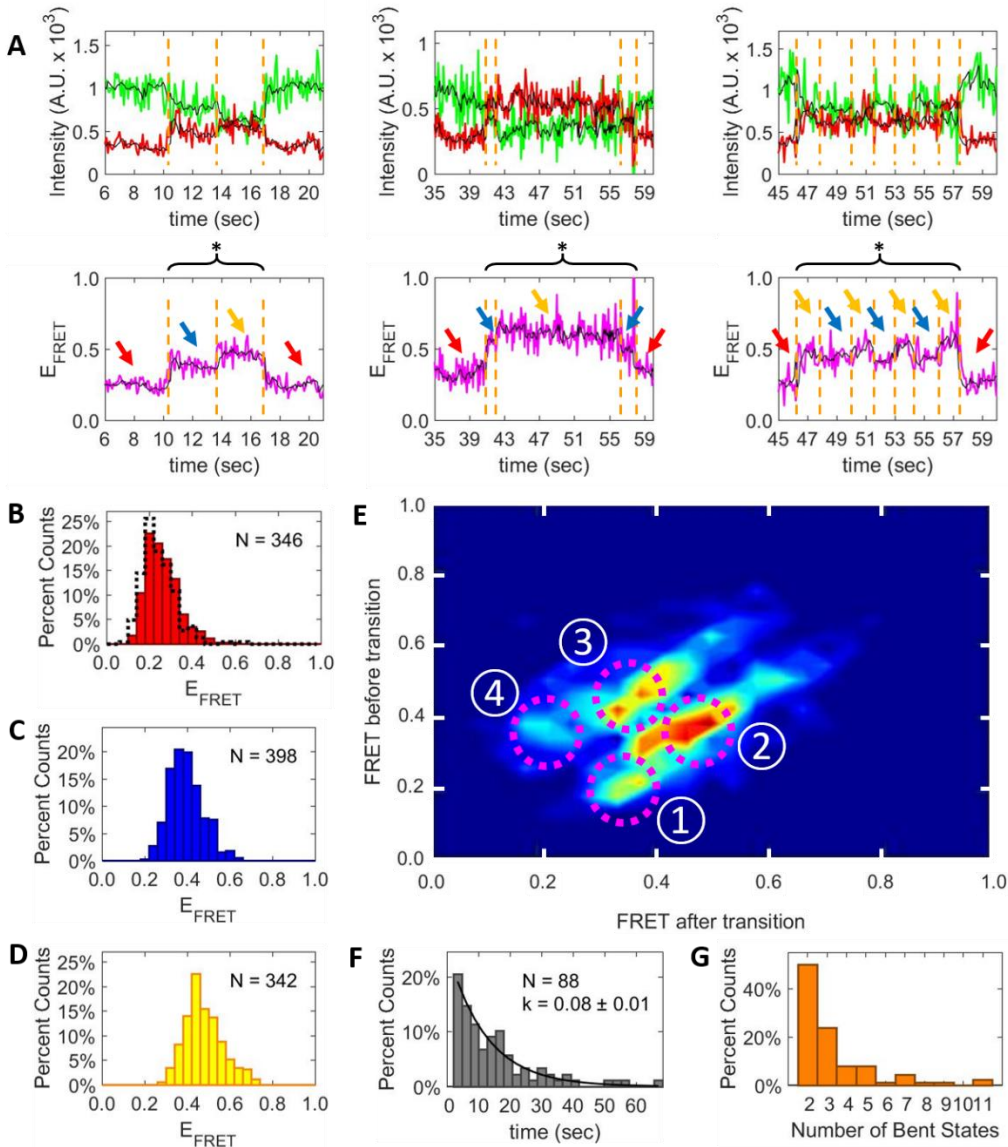 A
Intensity (A.U. x 10³)
1.5
1
0.5
0
6 8 10 12 14 16 18 20
time (sec)
Intensity (A.U. x 10³)
1
0.5
0
35 39 43 47 51 55 59
time (sec)
Intensity (A.U. x 10³)
1.5
1
0.5
0
45 47 49 51 53 55 57 59
time (sec)
*
E_FRET
1.0
0.5
0.0
6 8 10 12 14 16 18 20
time (sec)
*
E_FRET
1.0
0.5
0.0
35 39 43 47 51 55 59
time (sec)
*
E_FRET
1.0
0.5
0.0
45 47 49 51 53 55 57 59
time (sec)
B
Percent Counts
25%
20%
15%
10%
5%
0%
N = 346
0.0 0.2 0.4 0.6 0.8 1.0
E_FRET
C
Percent Counts
20%
15%
10%
5%
0%
N = 398
0.0 0.2 0.4 0.6 0.8 1.0
E_FRET
D
Percent Counts
25%
20%
15%
10%
5%
0%
N = 342
0.0 0.2 0.4 0.6 0.8 1.0
E_FRET
E
FRET before transition
1.0
0.8
0.6
0.4
0.2
0.0
③
④
②
①
0.0 0.2 0.4 0.6 0.8 1.0
FRET after transition
F
Percent Counts
20%
10%
0%
N = 88
k = 0.08 ± 0.01
0 10 20 30 40 50 60
time (sec)
G
Percent Counts
40%
20%
0%
2 3 4 5 6 7 8 9 10 11
Number of Bent States